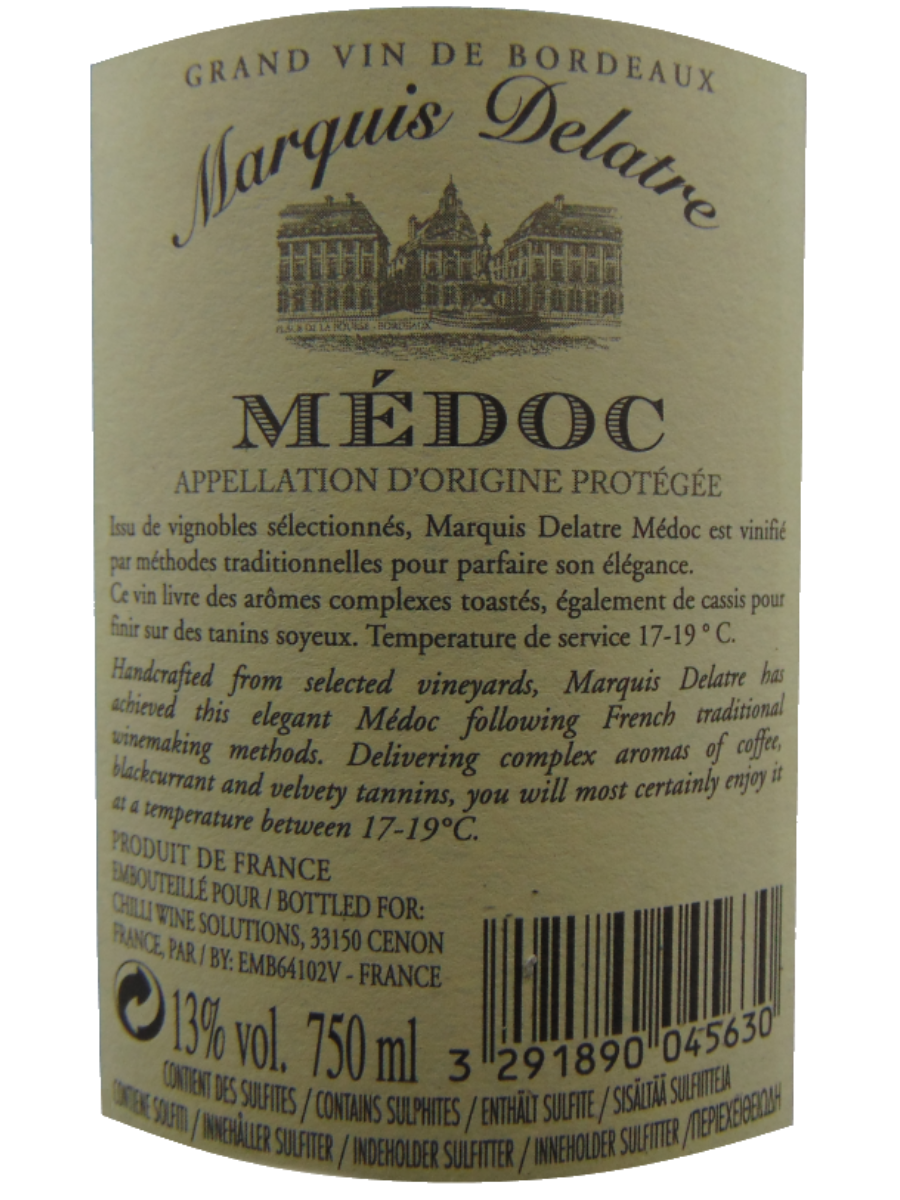 GRAND VIN DE BORDEAUX
Marquis Delatre
PLACE DE LA BOURSE - BORDEAUX
MÉDOC
APPELLATION D'ORIGINE PROTÉGÉE
Issu de vignobles sélectionnés, Marquis Delatre Médoc est vinifié
par méthodes traditionnelles pour parfaire son élégance.
Ce vin livre des arômes complexes toastés, également de cassis pour
finir sur des tanins soyeux. Temperature de service 17-19 ° C.
Handcrafted from selected vineyards, Marquis Delatre has
achieved this elegant Médoc following French traditional
winemaking methods. Delivering complex aromas of coffee,
blackcurrant and velvety tannins, you will most certainly enjoy it
at a temperature between 17-19°C.
PRODUIT DE FRANCE
EMBOUTEILLÉ POUR / BOTTLED FOR:
CHILLI WINE SOLUTIONS, 33150 CENON
FRANCE, PAR / BY: EMB64102V - FRANCE
13% vol. 750 ml
3 291890 045630
CONTIENT DES SULFITES / CONTAINS SULPHITES / ENTHÄLT SULFITE / SISÄLTÄÄ SULFIITTEJA
CONTIENE SOLFITI / INNEHÅLLER SULFITER / INDEHOLDER SULFITTER / INNEHOLDER SULFITTER / ΠΕΡΙΕΧΕΙΘΕΙΩΔΗ